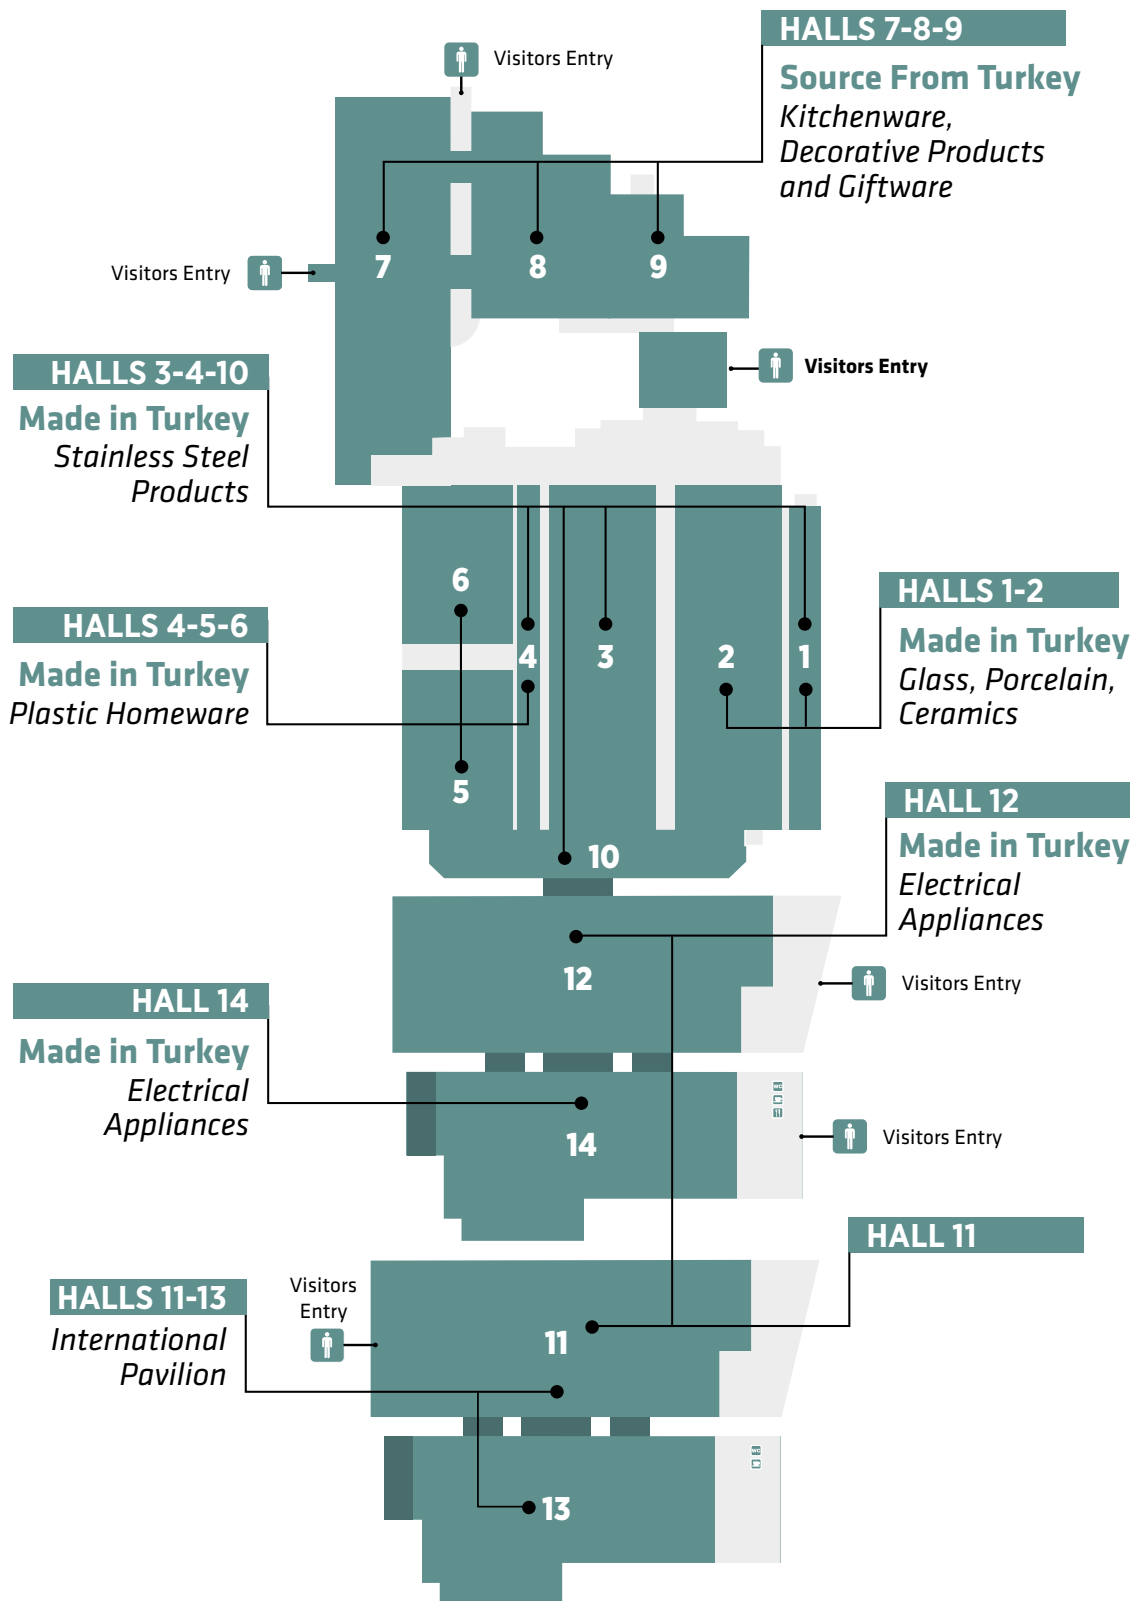 HALLS 7-8-9
Source From Turkey
Kitchenware,
Decorative Products
and Giftware
Visitors Entry
7
8
9
Visitors Entry
Visitors Entry
HALLS 3-4-10
Made in Turkey
Stainless Steel
Products
6
4
3
2
1
5
10
HALLS 1-2
Made in Turkey
Glass, Porcelain,
Ceramics
HALLS 4-5-6
Made in Turkey
Plastic Homeware
HALL 12
Made in Turkey
Electrical
Appliances
12
Visitors Entry
HALL 14
Made in Turkey
Electrical
Appliances
14
WC
Visitors Entry
HALL 11
Visitors
Entry
11
HALLS 11-13
International
Pavilion
WC
13